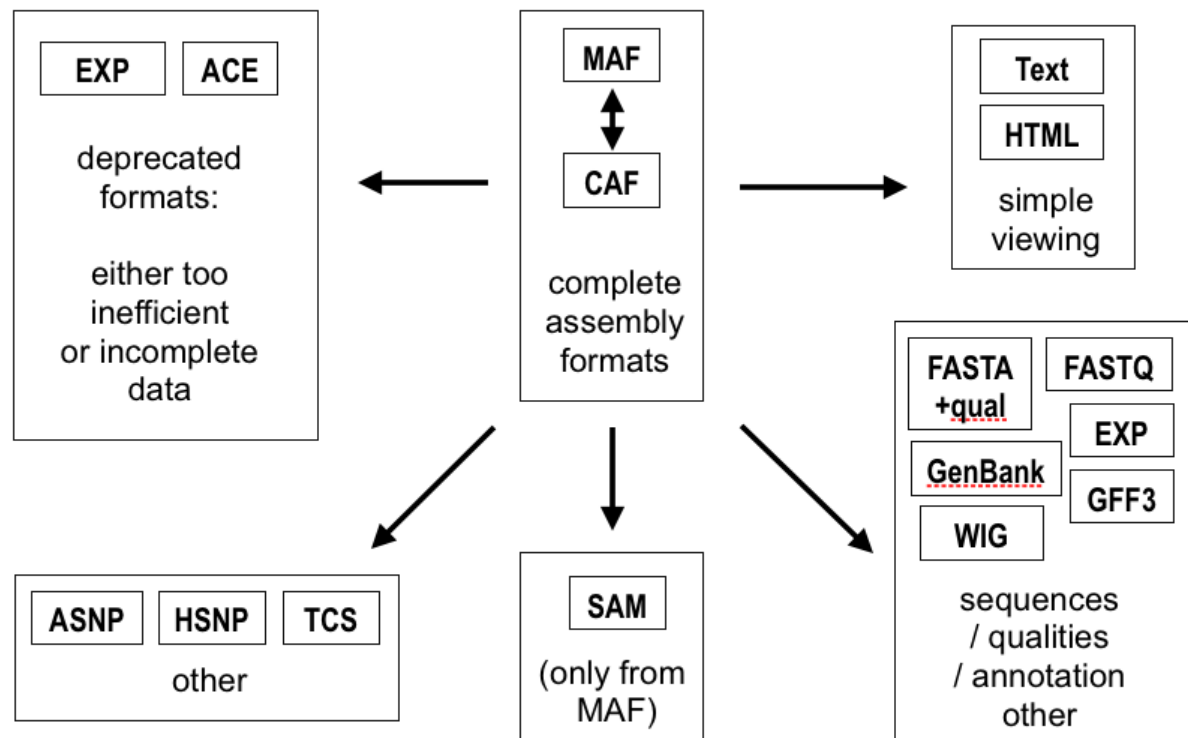 EXP
ACE
deprecated
formats:
either too
inefficient
or incomplete
data
MAF
CAF
complete
assembly
formats
Text
HTML
simple
viewing
FASTA
+qual
FASTQ
EXP
GenBank
GFF3
WIG
sequences
/ qualities
/ annotation
other
ASNP
HSNP
TCS
other
SAM
(only from
MAF)